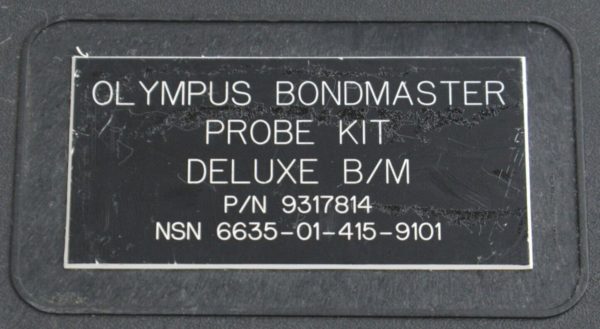 OLYMPUS BONDMASTER
PROBE KIT
DELUXE B/M
P/N 9317814
NSN 6635-01-415-9101